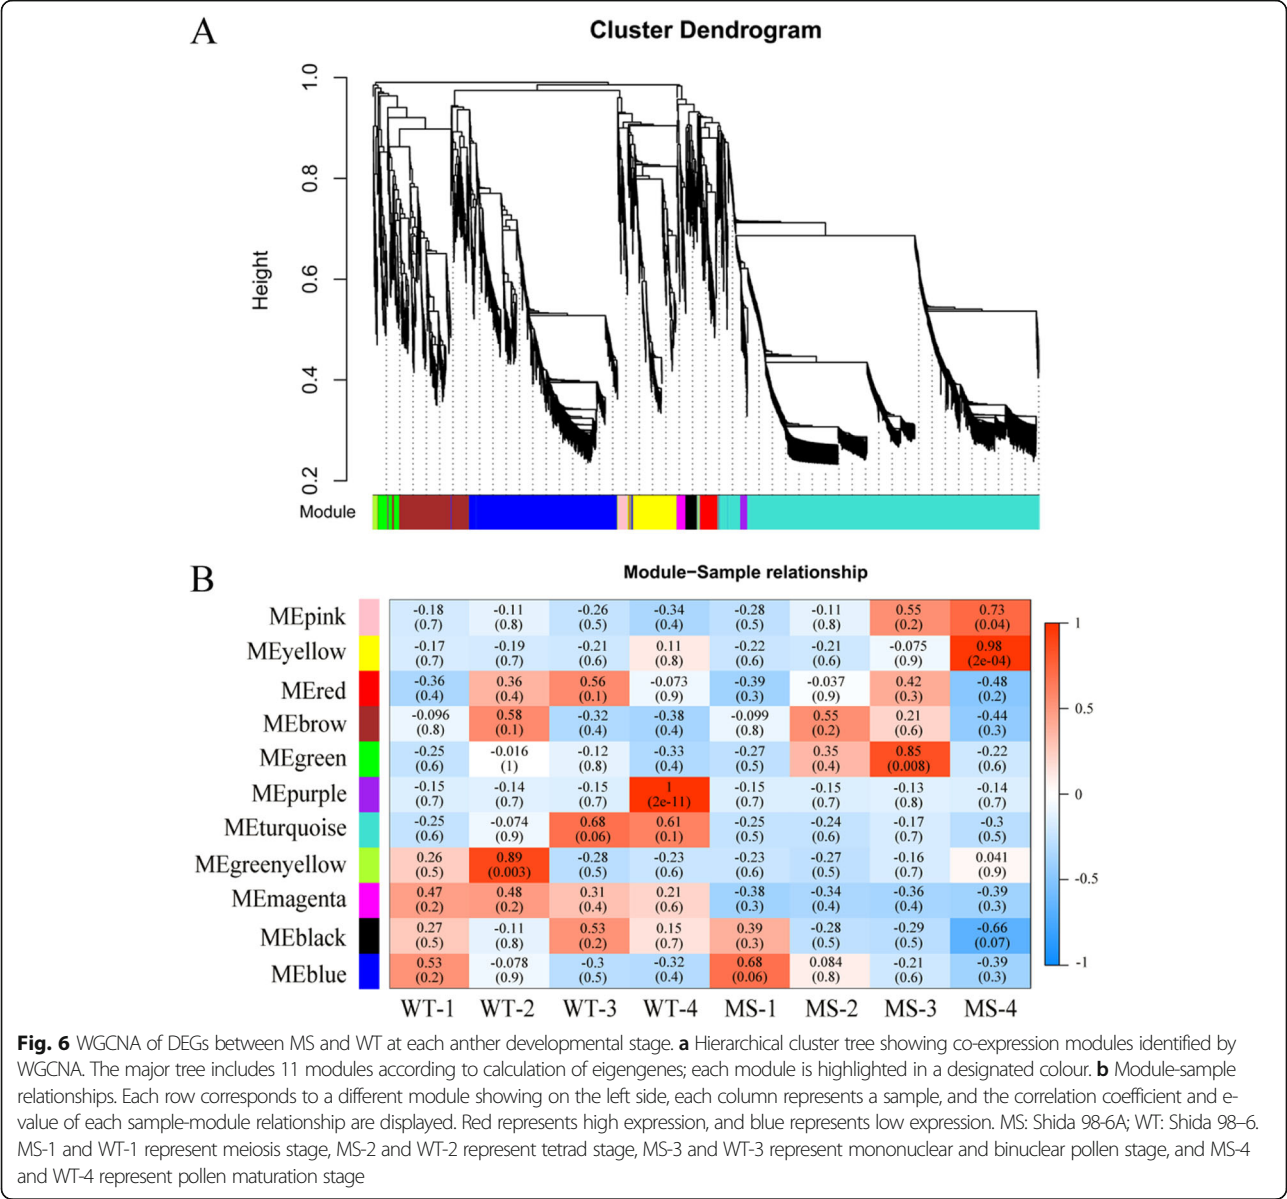 A
Cluster Dendrogram
Height
1.0
0.8
0.6
0.4
0.2
Module
B
Module−Sample relationship
MEpink -0.18 -0.11 -0.26 -0.34 -0.28 -0.11 0.55 0.73
(0.7) (0.8) (0.5) (0.4) (0.5) (0.8) (0.2) (0.04)
MEyellow -0.17 -0.19 -0.21 0.11 -0.22 -0.21 -0.075 0.98
(0.7) (0.7) (0.6) (0.8) (0.6) (0.6) (0.9) (2e-04)
MEred -0.36 0.36 0.56 -0.073 -0.39 -0.037 0.42 -0.48
(0.4) (0.4) (0.1) (0.9) (0.3) (0.9) (0.3) (0.2)
MEbrow -0.096 0.58 -0.32 -0.38 -0.099 0.55 0.21 -0.44
(0.8) (0.1) (0.4) (0.4) (0.8) (0.2) (0.6) (0.3)
MEgreen -0.25 -0.016 -0.12 -0.33 -0.27 0.35 0.85 -0.22
(0.6) (1) (0.8) (0.4) (0.5) (0.4) (0.008) (0.6)
MEpurple -0.15 -0.14 -0.15 1 -0.15 -0.15 -0.13 -0.14
(0.7) (0.7) (0.7) (2e-11) (0.7) (0.7) (0.8) (0.7)
MEturquoise -0.25 -0.074 0.68 0.61 -0.25 -0.24 -0.17 -0.3
(0.6) (0.9) (0.06) (0.1) (0.5) (0.6) (0.7) (0.5)
MEgreenyellow 0.26 0.89 -0.28 -0.23 -0.23 -0.27 -0.16 0.041
(0.5) (0.003) (0.5) (0.6) (0.6) (0.5) (0.7) (0.9)
MEmagenta 0.47 0.48 0.31 0.21 -0.38 -0.34 -0.36 -0.39
(0.2) (0.2) (0.4) (0.6) (0.3) (0.4) (0.4) (0.3)
MEblack 0.27 -0.11 0.53 0.15 0.39 -0.28 -0.29 -0.66
(0.5) (0.8) (0.2) (0.7) (0.3) (0.5) (0.5) (0.07)
MEblue 0.53 -0.078 -0.3 -0.32 0.68 0.084 -0.21 -0.39
(0.2) (0.9) (0.5) (0.4) (0.06) (0.8) (0.6) (0.3)
WT-1 WT-2 WT-3 WT-4 MS-1 MS-2 MS-3 MS-4
1
0.5
0
-0.5
-1
Fig. 6 WGCNA of DEGs between MS and WT at each anther developmental stage. a Hierarchical cluster tree showing co-expression modules identified by
WGCNA. The major tree includes 11 modules according to calculation of eigengenes; each module is highlighted in a designated colour. b Module-sample
relationships. Each row corresponds to a different module showing on the left side, each column represents a sample, and the correlation coefficient and e-
value of each sample-module relationship are displayed. Red represents high expression, and blue represents low expression. MS: Shida 98-6A; WT: Shida 98–6.
MS-1 and WT-1 represent meiosis stage, MS-2 and WT-2 represent tetrad stage, MS-3 and WT-3 represent mononuclear and binuclear pollen stage, and MS-4
and WT-4 represent pollen maturation stage